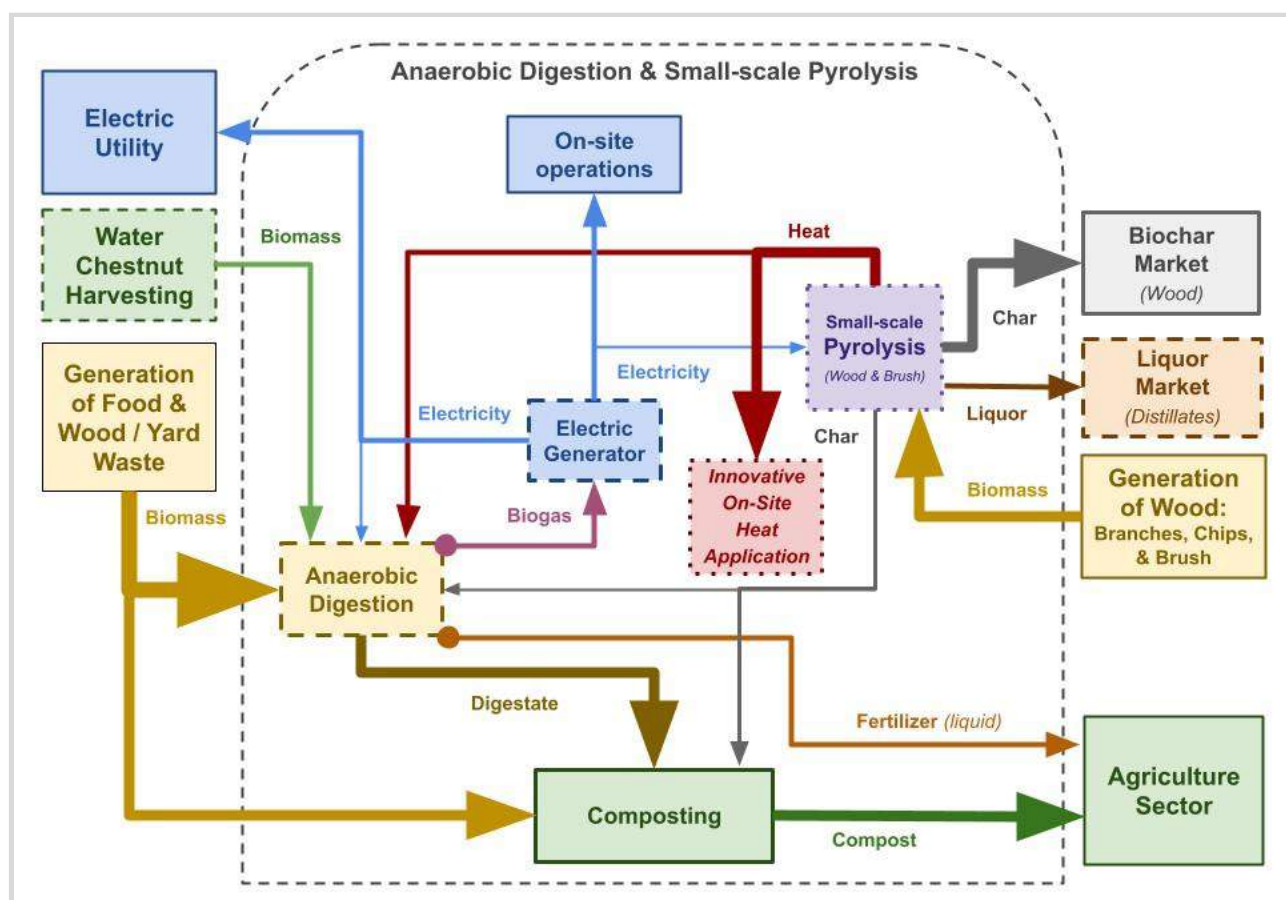 Anaerobic Digestion & Small-scale Pyrolysis
Electric
Utility
On-site
operations
Water
Chestnut
Harvesting
Biomass
Heat
Biochar
Market
(Wood)
Char
Small-scale
Pyrolysis
(Wood & Brush)
Generation
of Food &
Wood / Yard
Waste
Electricity
Electricity
Electric
Generator
Char
Liquor
Liquor
Market
(Distillates)
Biomass
Biogas
Innovative
On-Site
Heat
Application
Biomass
Generation
of Wood:
Branches, Chips,
& Brush
Anaerobic
Digestion
Digestate
Fertilizer (liquid)
Composting
Compost
Agriculture
Sector